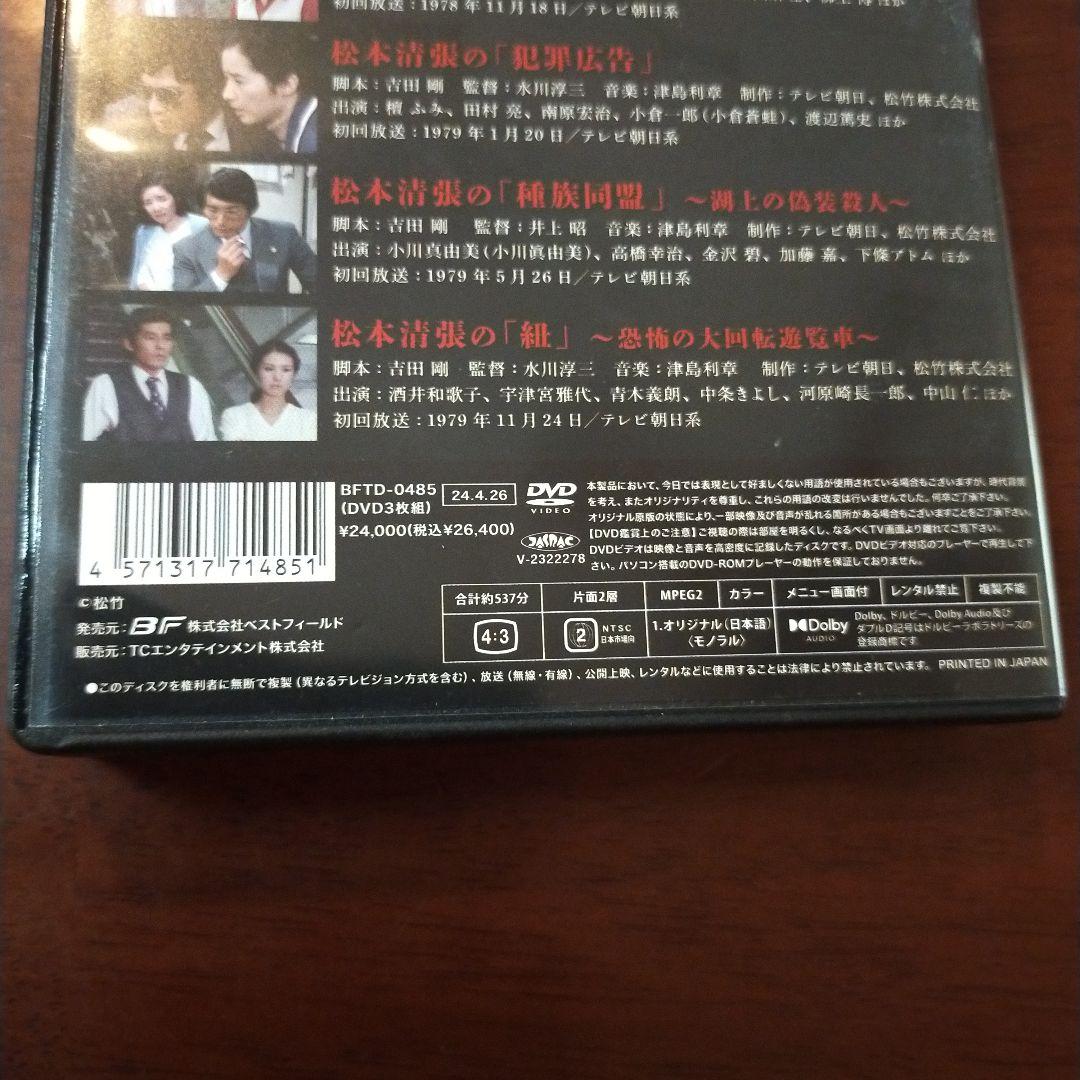 初回放送：1978年11月18日／テレビ朝日系
松本清張の「犯罪広告」
脚本：吉田 剛　監督：水川淳三　音楽：津島利章　制作：テレビ朝日、松竹株式会社
出演：檀 ふみ、田村 亮、南原宏治、小倉一郎(小倉蒼蛙)、渡辺篤史 ほか
初回放送：1979年1月20日／テレビ朝日系
松本清張の「種族同盟」～湖上の偽装殺人～
脚本：吉田 剛　監督：井上 昭　音楽：津島利章　制作：テレビ朝日、松竹株式会社
出演：小川真由美(小川眞由美)、高橋幸治、金沢 碧、加藤 嘉、下條アトム ほか
初回放送：1979年5月26日／テレビ朝日系
松本清張の「紐」～恐怖の大回転遊覧車～
脚本：吉田 剛　監督：水川淳三　音楽：津島利章　制作：テレビ朝日、松竹株式会社
出演：酒井和歌子、宇津宮雅代、青木義朗、中条きよし、河原崎長一郎、中山 仁 ほか
初回放送：1979年11月24日／テレビ朝日系
4 571317 714851
BFTD-0485
(DVD3枚組)
¥24,000(税込¥26,400)
24.4.26
DVD VIDEO
JASRAC
V-2322278
本製品において、今日では表現として好ましくない用語が使用されている場合もございますが、時代背景
を考え、またオリジナリティを尊重し、これらの用語の改変は行いませんでした。何卒ご了承下さい。
オリジナル原版の状態により、一部映像及び音声が乱れる箇所がある場合もございますことをご了承下さい。
【DVD鑑賞上のご注意】ご視聴の際は部屋を明るくし、なるべくTV画面より離れてご覧下さい。
DVDビデオは映像と音声を高密度に記録したディスクです。DVDビデオ対応のプレーヤーで再生して下
さい。パソコン搭載のDVD-ROMプレーヤーの動作を保証しておりません。
©松竹
発売元：BF 株式会社ベストフィールド
販売元：TCエンタテインメント株式会社
合計約537分　片面2層　MPEG2　カラー　メニュー画面付　レンタル禁止　複製不能
4:3
2 NTSC 日本市場向
1.オリジナル（日本語）
〈モノラル〉
Dolby AUDIO
Dolby、ドルビー、Dolby Audio及び
ダブルD記号はドルビーラボラトリーズの
登録商標です
●このディスクを権利者に無断で複製（異なるテレビジョン方式を含む）、放送（無線・有線）、公開上映、レンタルなどに使用することは法律により禁止されています。 PRINTED IN JAPAN